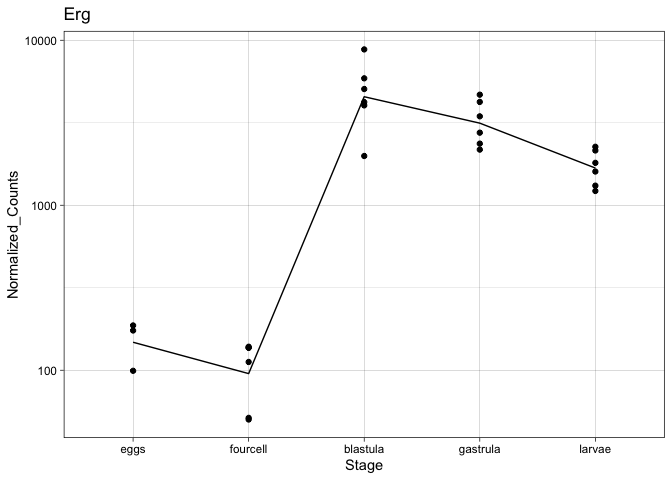 Erg
10000
1000
100
Normalized_Counts
eggs fourcell blastula gastrula larvae
Stage